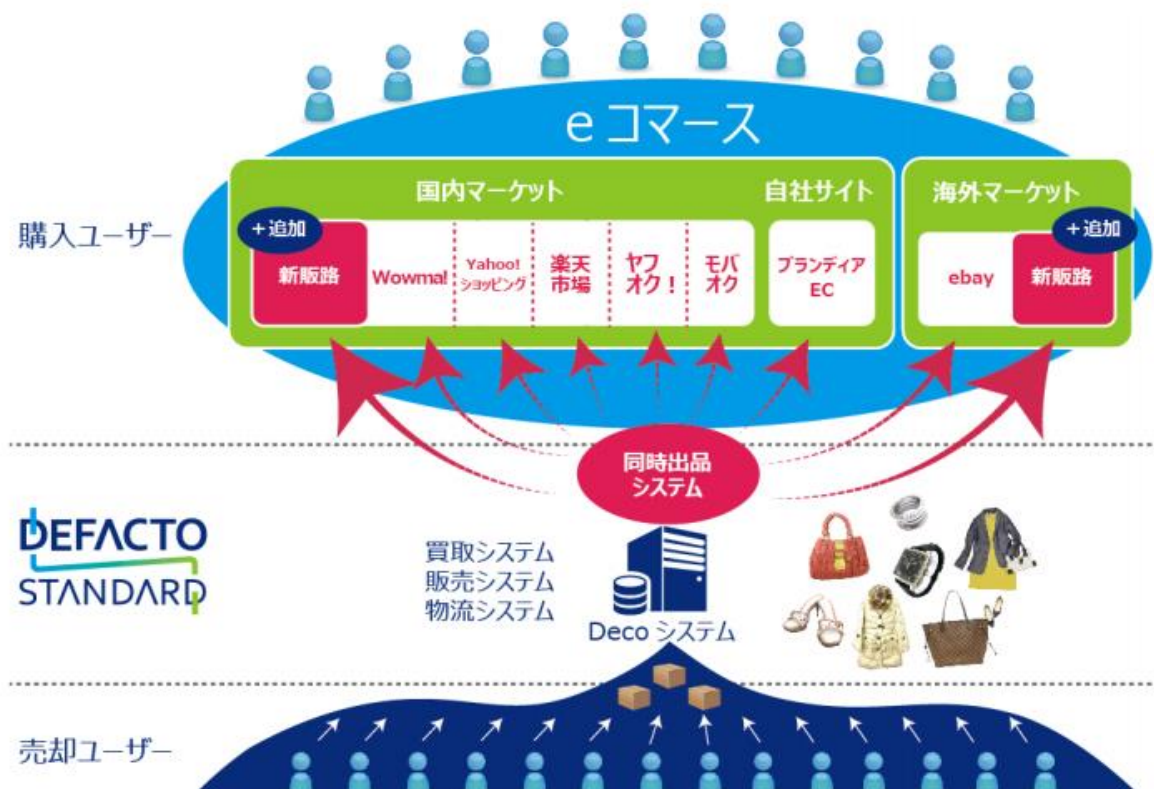 eコマース
国内マーケット
自社サイト
海外マーケット
購入ユーザー
+追加
新販路
Wowma!
Yahoo!
ショッピング
楽天
市場
ヤフ
オク!
モバ
オク
ブランディア
EC
ebay
+追加
新販路
同時出品
システム
DEFACTO
STANDARD
買取システム
販売システム
物流システム
Deco システム
売却ユーザー